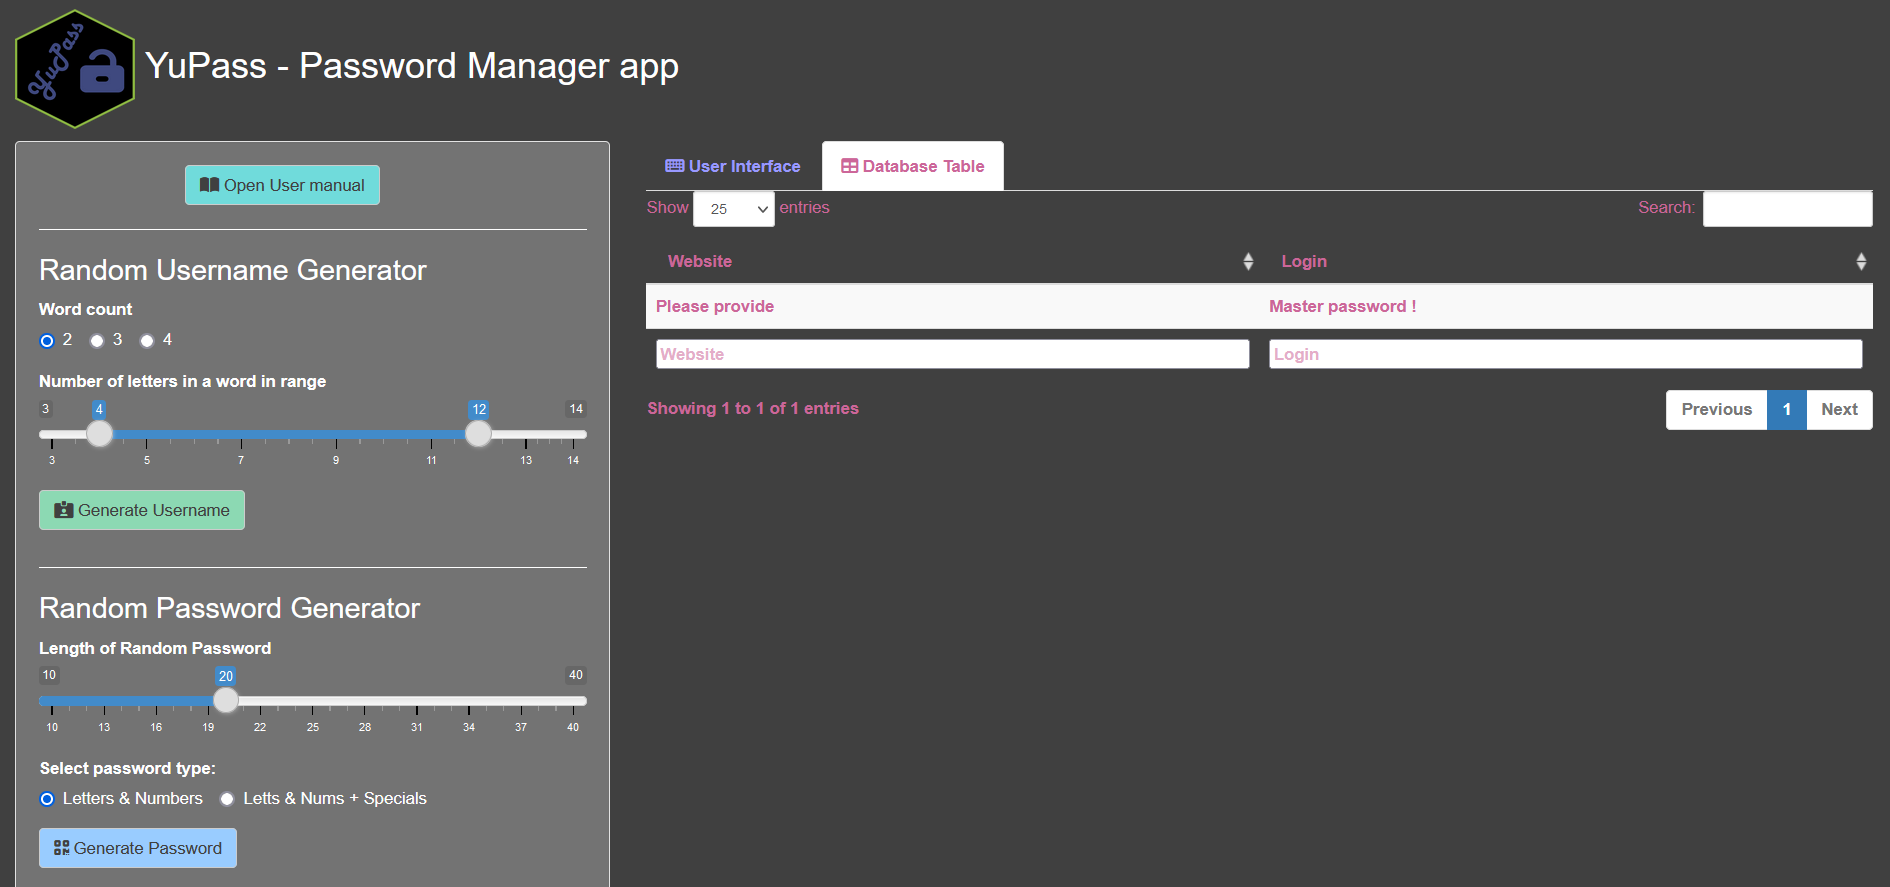 YuPass
YuPass - Password Manager app
Open User manual
Random Username Generator
Word count
2 3 4
Number of letters in a word in range
3 4 12 14
3 5 7 9 11 13 14
Generate Username
Random Password Generator
Length of Random Password
10 20 40
10 13 16 19 22 25 28 31 34 37 40
Select password type:
Letters & Numbers Letts & Nums + Specials
Generate Password
User Interface Database Table
Show 25 entries Search:
Website Login
Please provide Master password !
Website Login
Showing 1 to 1 of 1 entries Previous 1 Next